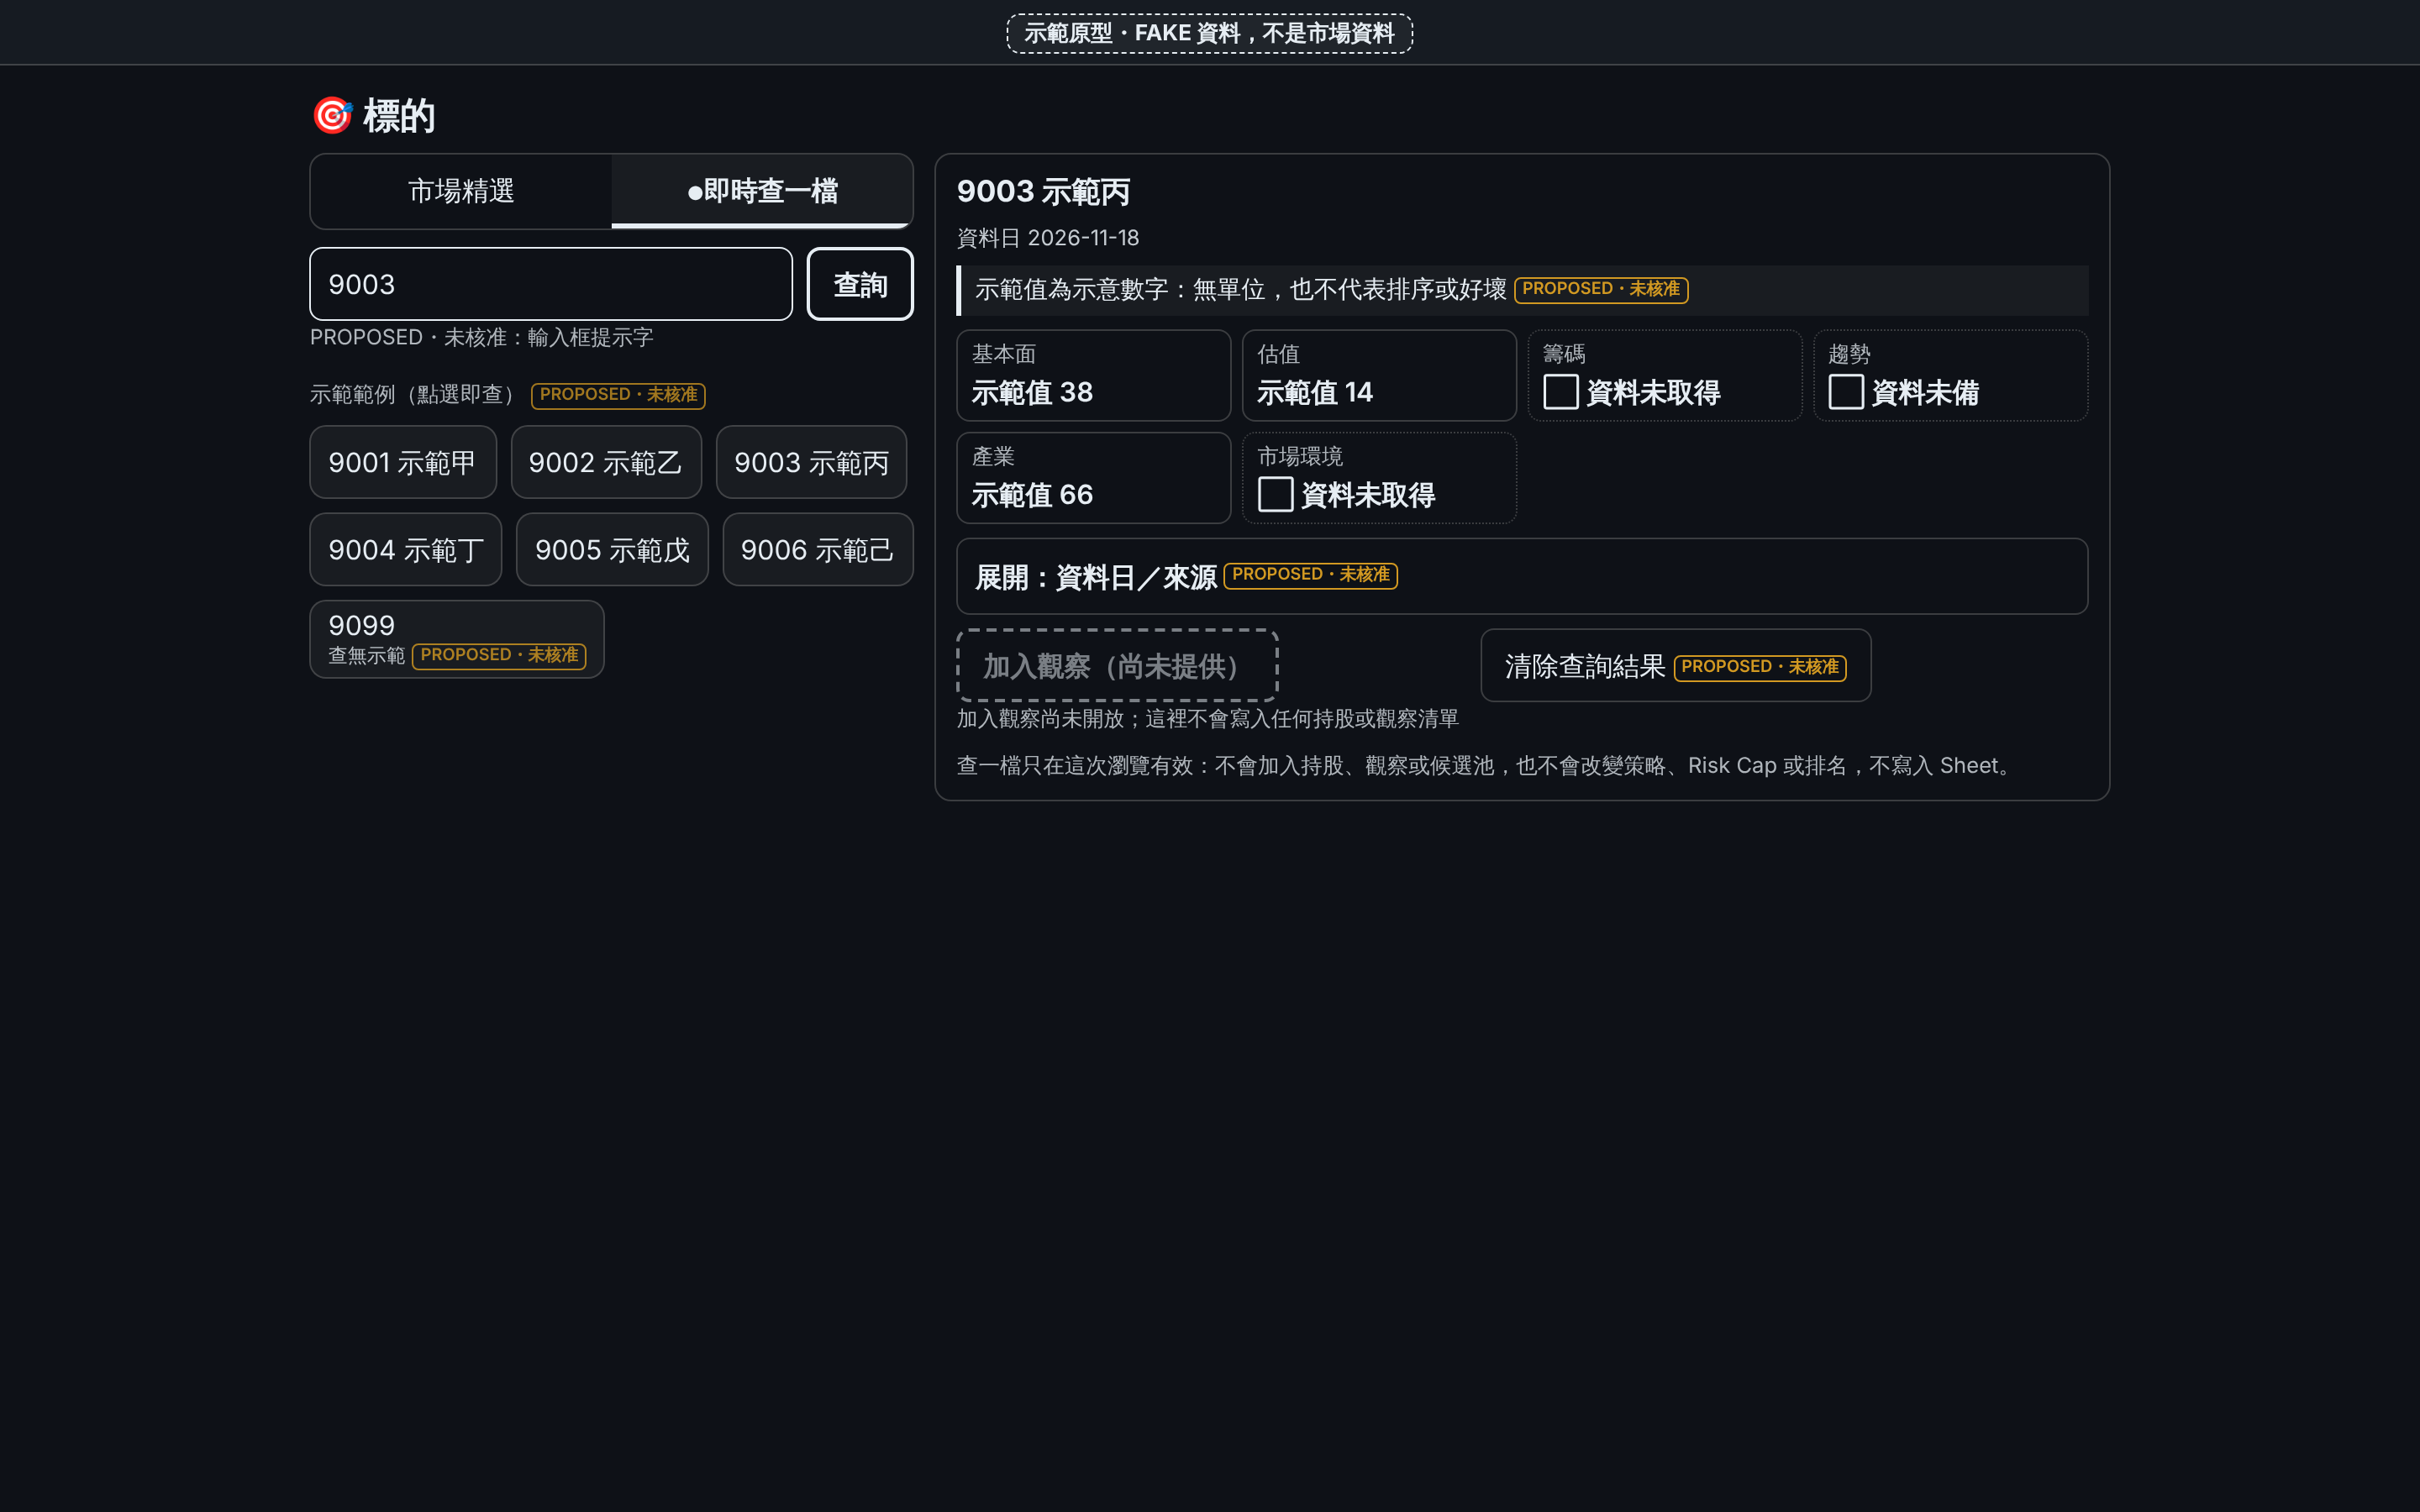 示範原型・FAKE 資料，不是市場資料
🎯 標的
市場精選
●即時查一檔
9003
查詢
PROPOSED・未核准：輸入框提示字
示範範例（點選即查） PROPOSED・未核准
9001 示範甲
9002 示範乙
9003 示範丙
9004 示範丁
9005 示範戊
9006 示範己
9099
查無示範 PROPOSED・未核准
9003 示範丙
資料日 2026-11-18
示範值為示意數字：無單位，也不代表排序或好壞 PROPOSED・未核准
基本面
示範值 38
估值
示範值 14
籌碼
資料未取得
趨勢
資料未備
產業
示範值 66
市場環境
資料未取得
展開：資料日／來源 PROPOSED・未核准
加入觀察（尚未提供）
清除查詢結果 PROPOSED・未核准
加入觀察尚未開放；這裡不會寫入任何持股或觀察清單
查一檔只在這次瀏覽有效：不會加入持股、觀察或候選池，也不會改變策略、Risk Cap 或排名，不寫入 Sheet。